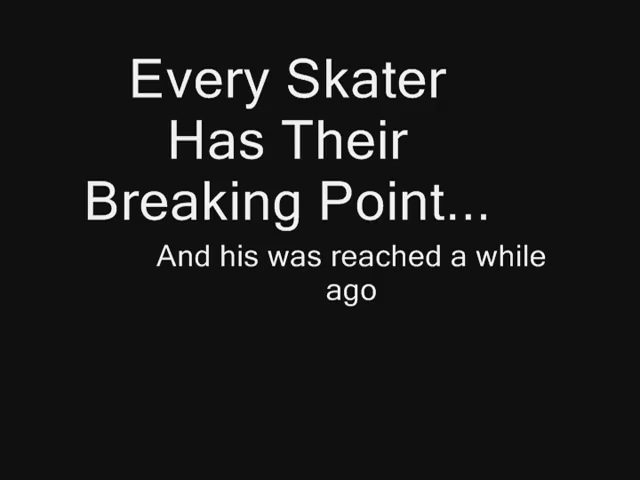 Every Skater
Has Their
Breaking Point...
And his was reached a while
ago